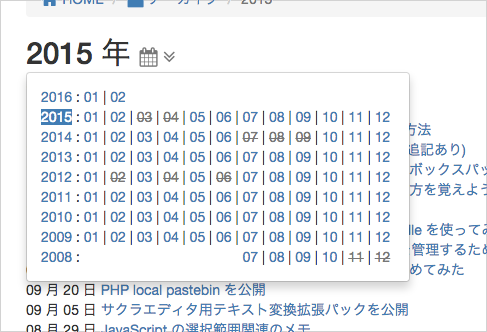 HOME / アーカイブ / 2015
2015 年
2016 : 01 | 02
2015 : 01 | 02 | 03 | 04 | 05 | 06 | 07 | 08 | 09 | 10 | 11 | 12
2014 : 01 | 02 | 03 | 04 | 05 | 06 | 07 | 08 | 09 | 10 | 11 | 12
方法
2013 : 01 | 02 | 03 | 04 | 05 | 06 | 07 | 08 | 09 | 10 | 11 | 12
追記あり)
2012 : 01 | 02 | 03 | 04 | 05 | 06 | 07 | 08 | 09 | 10 | 11 | 12
ボックスパッ
2011 : 01 | 02 | 03 | 04 | 05 | 06 | 07 | 08 | 09 | 10 | 11 | 12
方を覚えよう
2010 : 01 | 02 | 03 | 04 | 05 | 06 | 07 | 08 | 09 | 10 | 11 | 12
2009 : 01 | 02 | 03 | 04 | 05 | 06 | 07 | 08 | 09 | 10 | 11 | 12
lle を使ってみ
2008 : 07 | 08 | 09 | 10 | 11 | 12
を管理するため
めてみた
09 月 20 日 PHP local pastebin を公開
09 月 05 日 サクラエディタ用テキスト変換拡張パックを公開
08 月 29 日 JavaScript の選択範囲関連のメモ